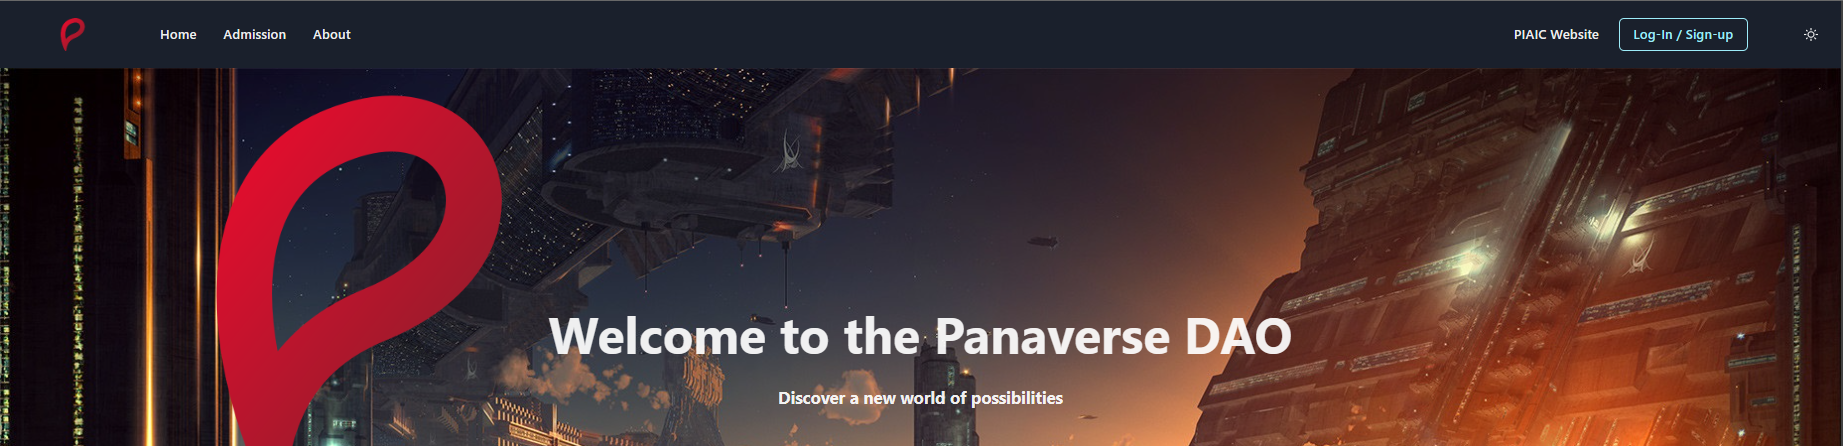 Home Admission About PIAIC Website Log-In / Sign-up
Welcome to the Panaverse DAO
Discover a new world of possibilities